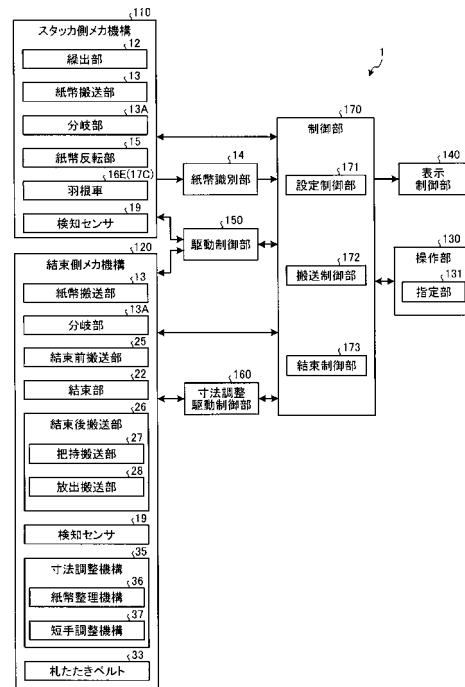 110
スタッカ側メカ機構
12
繰出部
13
紙幣搬送部
13A
分岐部
15
紙幣反転部
16E(17C)
羽根車
19
検知センサ
120
結束側メカ機構
13
紙幣搬送部
13A
分岐部
25
結束前搬送部
22
結束部
26
結束後搬送部
27
把持搬送部
28
放出搬送部
19
検知センサ
35
寸法調整機構
36
紙幣整理機構
37
短手調整機構
33
札たたきベルト
14
紙幣識別部
150
駆動制御部
160
寸法調整
駆動制御部
1
170
制御部
171
設定制御部
172
搬送制御部
173
結束制御部
140
表示
制御部
130
操作部
131
指定部